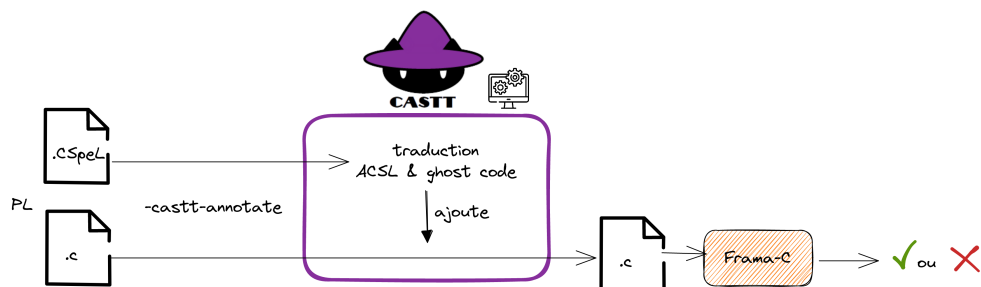 CASTT
.CSpeL
traduction
ACSL & ghost code
PL
-castt-annotate
ajoute
.c
.c
Frama-C
ou